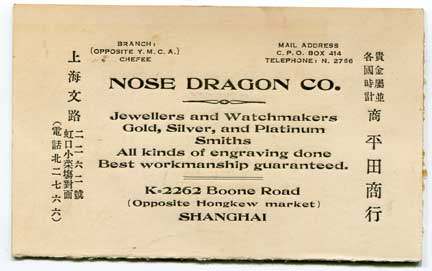 BRANCH:
(OPPOSITE Y.M.C.A.)
CHEFEE
MAIL ADDRESS
C. P. O. BOX 414
TELEPHONE: N. 2766
NOSE DRAGON CO.
Jewellers and Watchmakers
Gold, Silver, and Platinum
Smiths
All kinds of engraving done
Best workmanship guaranteed.
K-2262 Boone Road
(Opposite Hongkew market)
SHANGHAI
貴金屬並
各國時計
商平田商行
上海文路
二二六二號
虹口小菜場對面
(電話北二七六六)